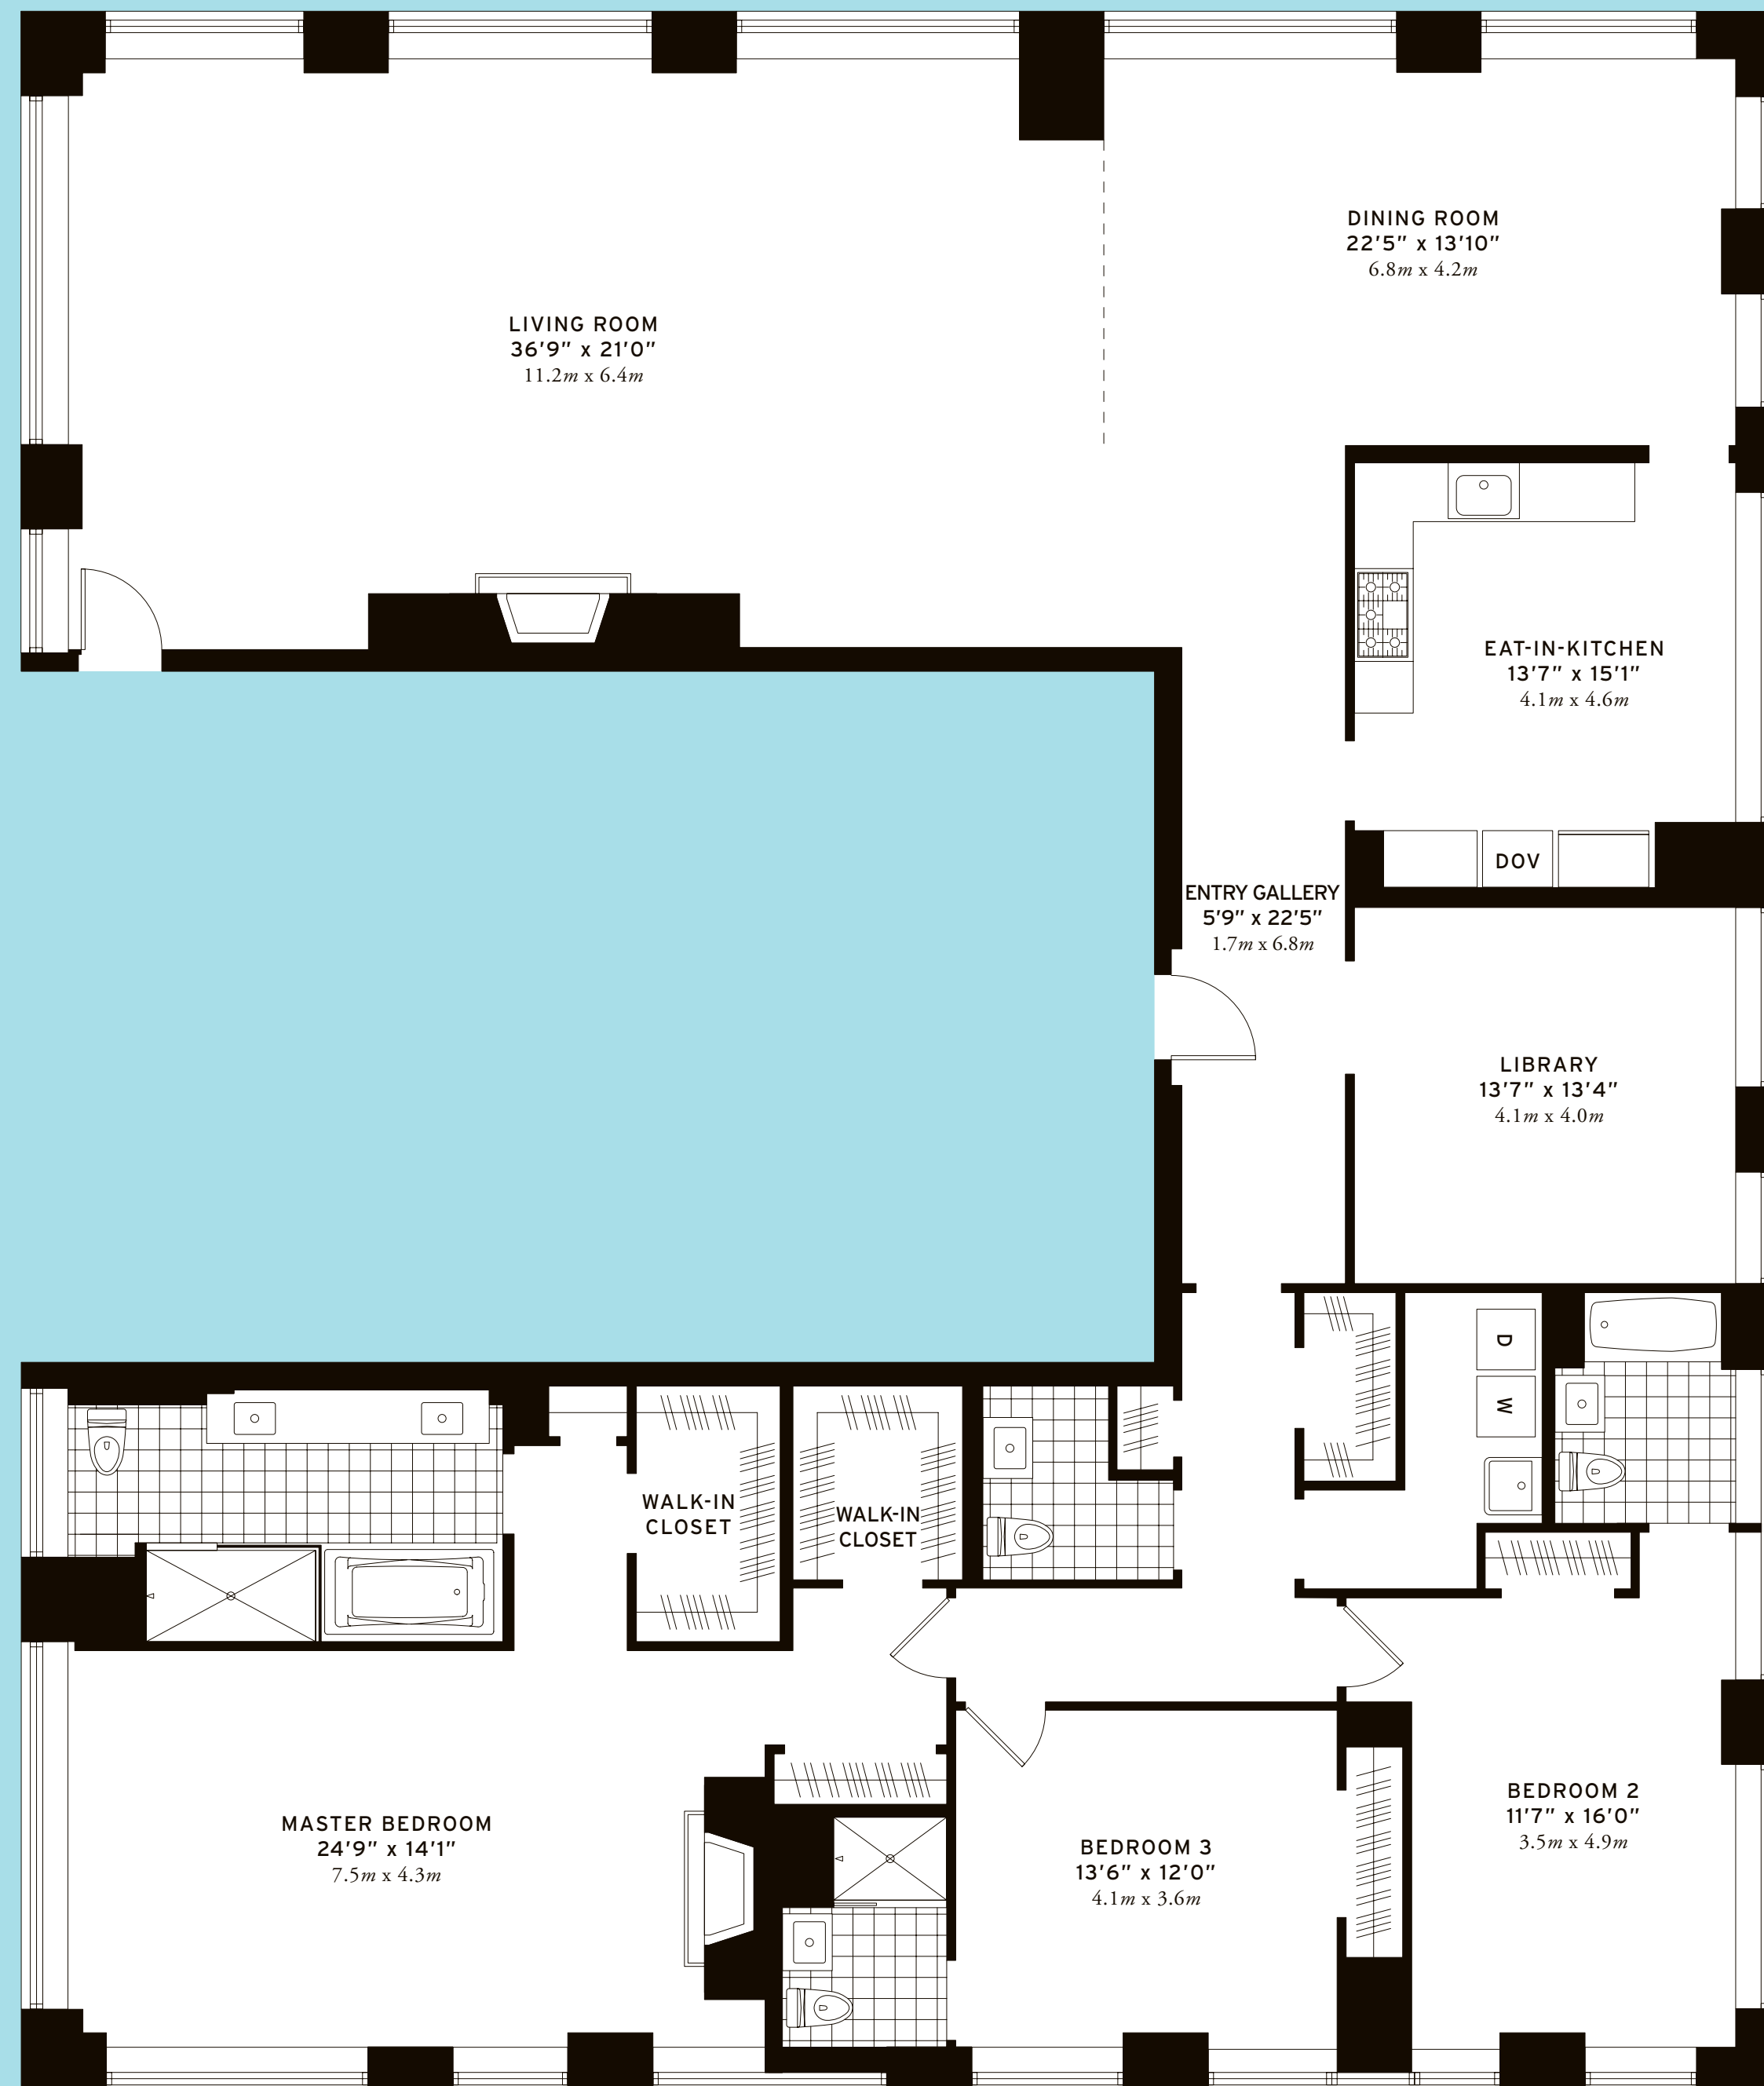 DINING ROOM
22'5" x 13'10"
6.8m x 4.2m
LIVING ROOM
36'9" x 21'0"
11.2m x 6.4m
EAT-IN-KITCHEN
13'7" x 15'1"
4.1m x 4.6m
DOV
ENTRY GALLERY
5'9" x 22'5"
1.7m x 6.8m
LIBRARY
13'7" x 13'4"
4.1m x 4.0m
D
W
WALK-IN
CLOSET
WALK-IN
CLOSET
MASTER BEDROOM
24'9" x 14'1"
7.5m x 4.3m
BEDROOM 3
13'6" x 12'0"
4.1m x 3.6m
BEDROOM 2
11'7" x 16'0"
3.5m x 4.9m